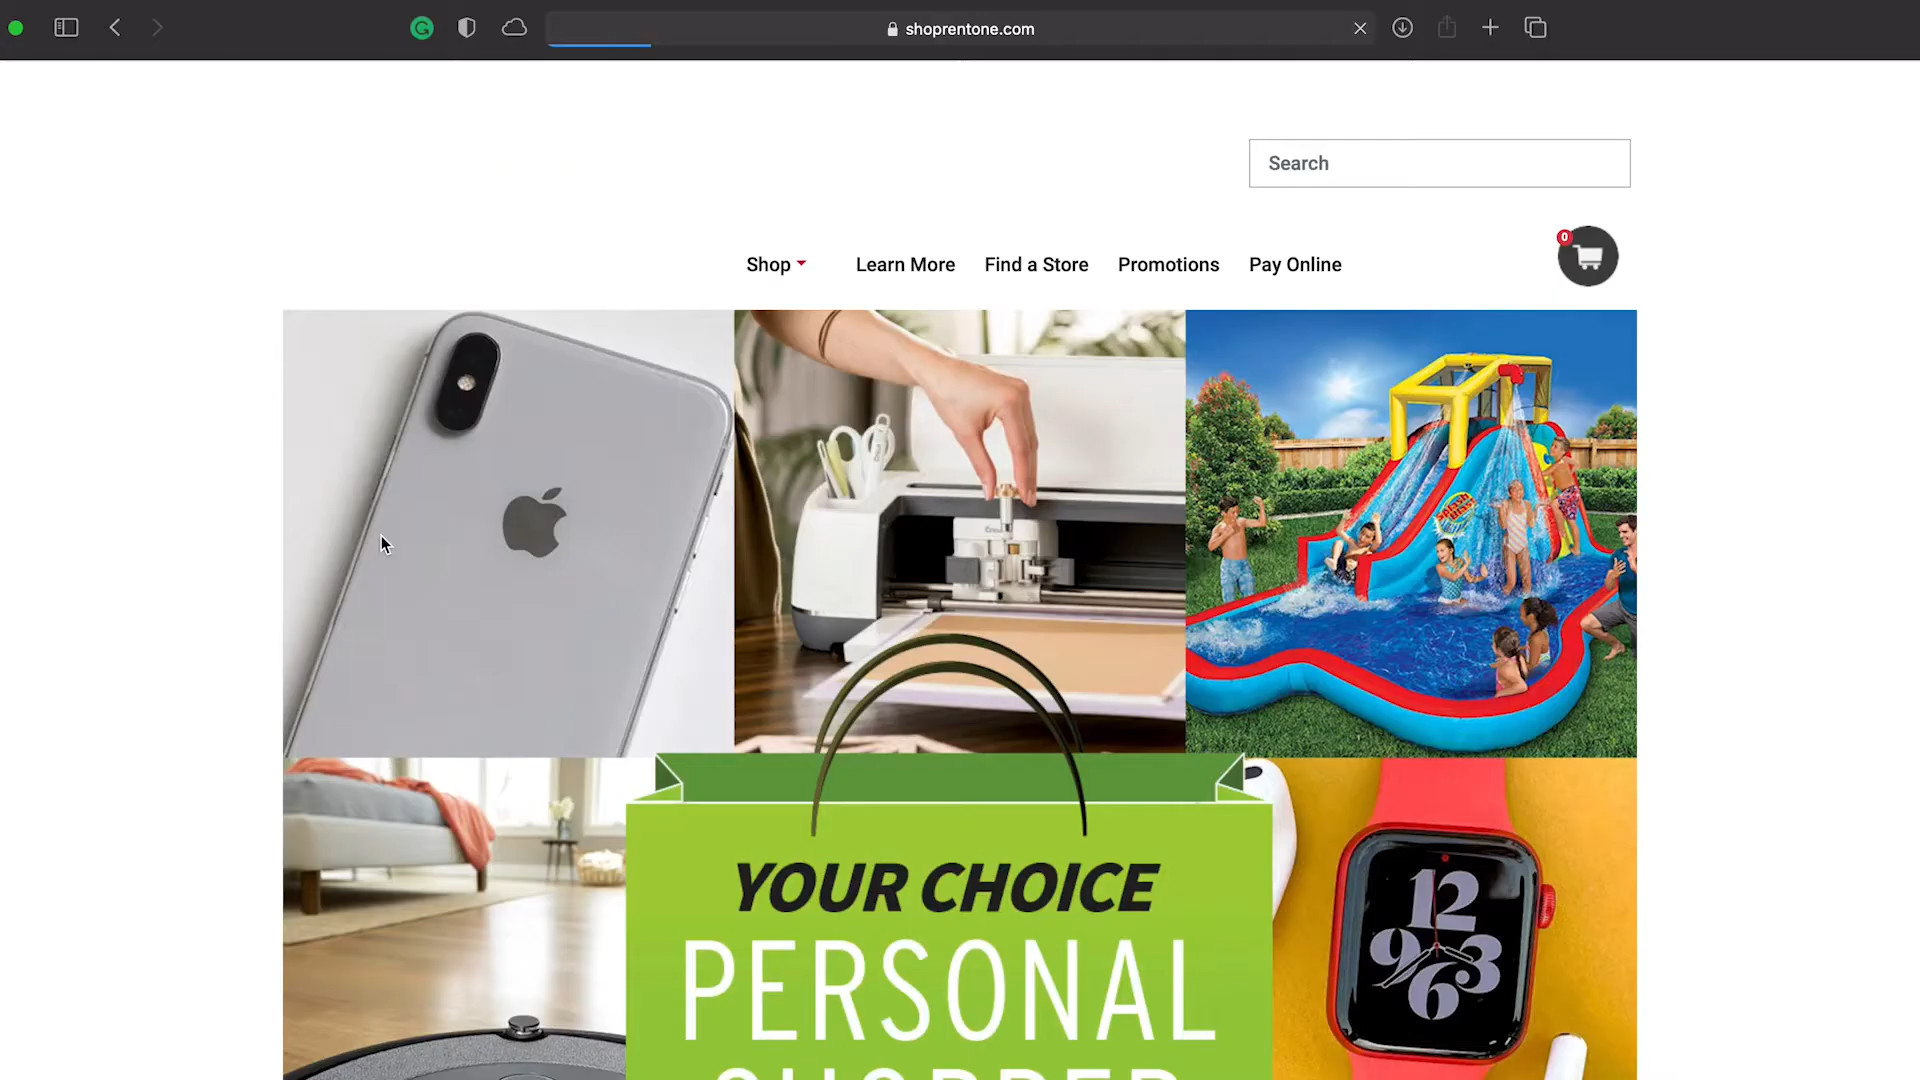 shoprentone.com
Search
0
Shop
Learn More
Find a Store
Promotions
Pay Online
YOUR CHOICE
PERSONAL
SHOPPER
12
9 3
6